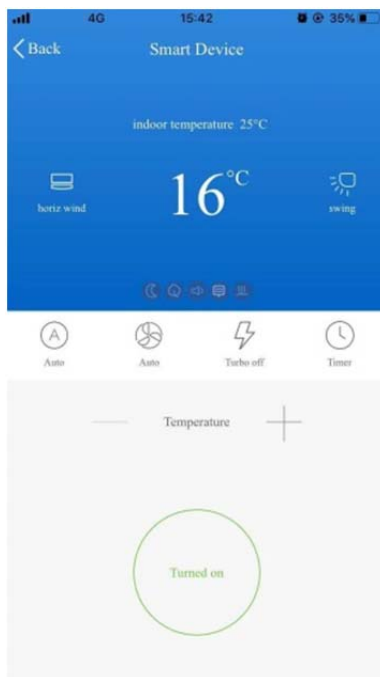 4G 15:42 35%
Back Smart Device
indoor temperature 25°C
16°C
horiz wind swing
A
Auto Auto Turbo off Timer
— Temperature +
Turned on